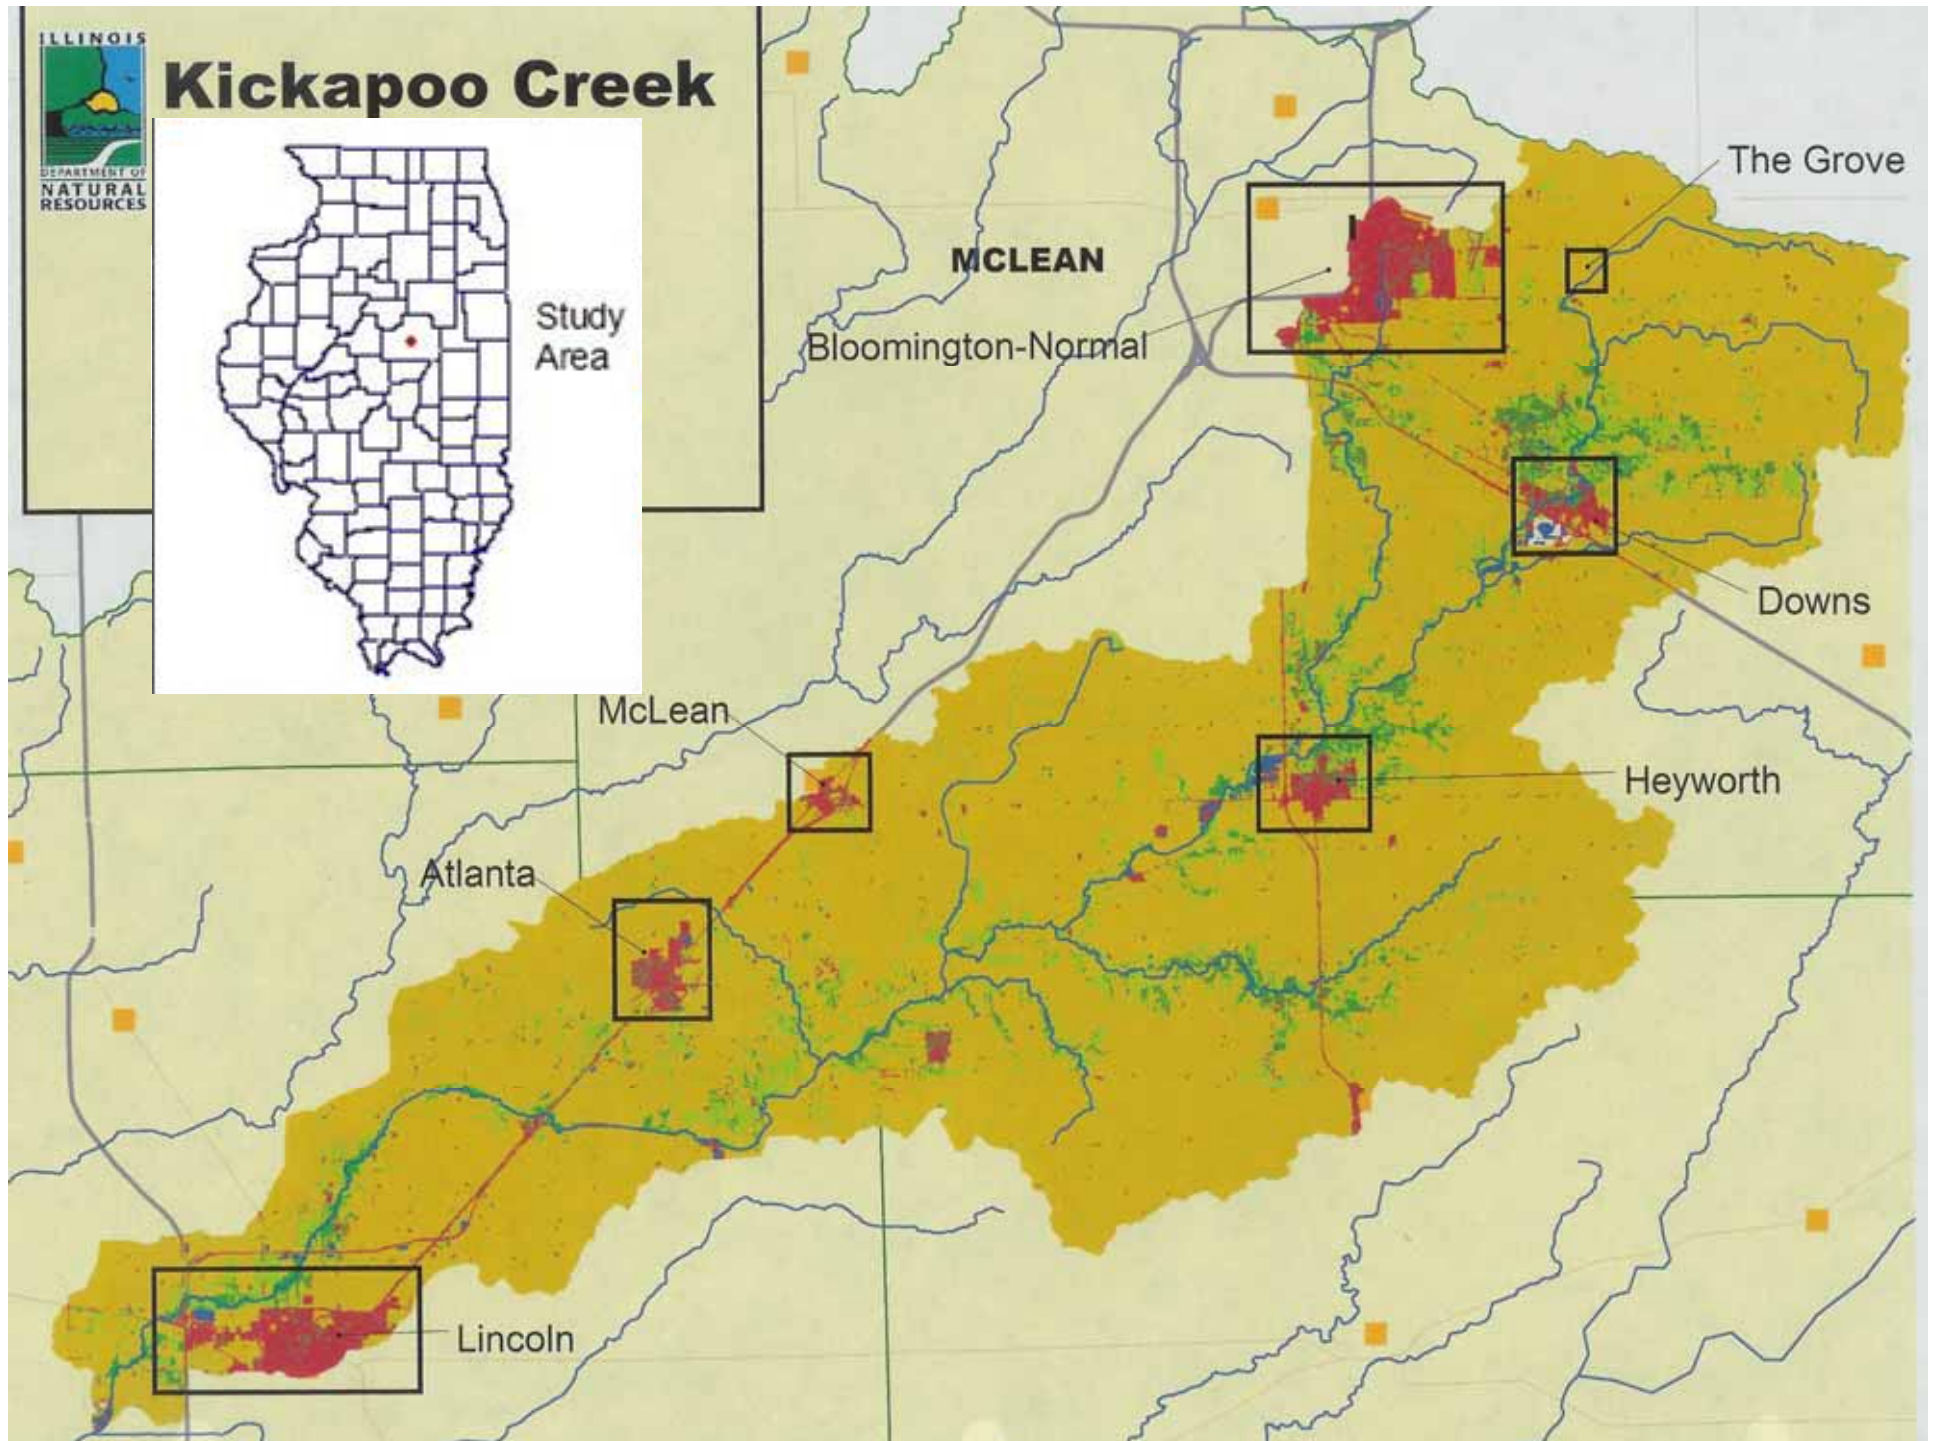 ILLINOIS
DEPARTMENT OF
NATURAL
RESOURCES
Kickapoo Creek
Study
Area
The Grove
MCLEAN
Bloomington-Normal
Downs
McLean
Heyworth
Atlanta
Lincoln